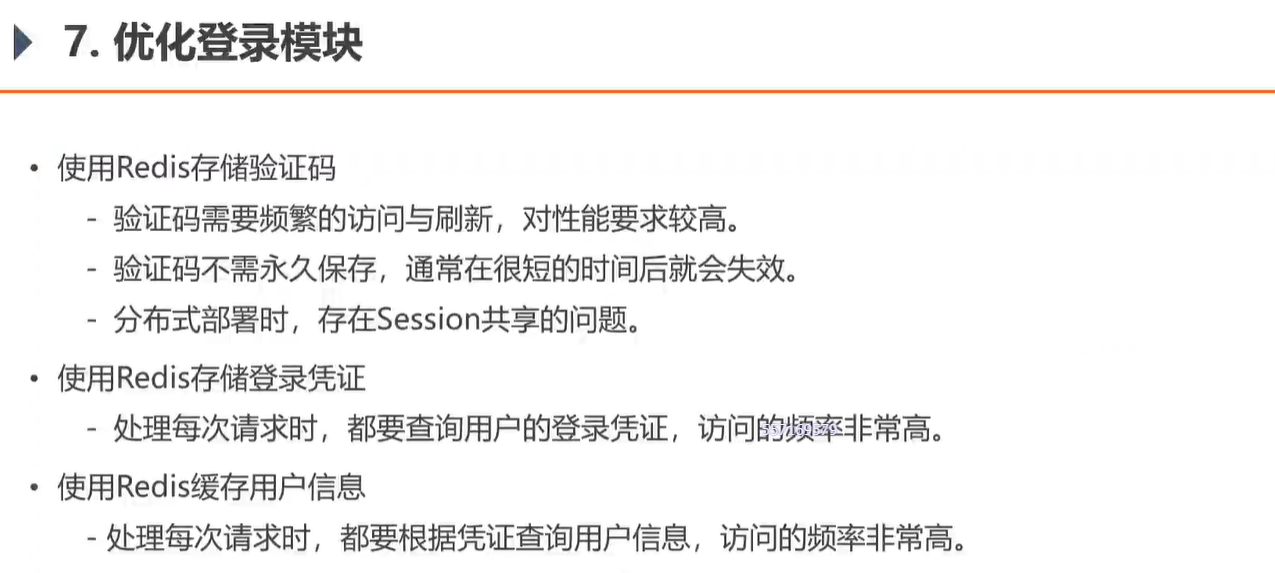 7. 优化登录模块
• 使用Redis存储验证码
- 验证码需要频繁的访问与刷新，对性能要求较高。
- 验证码不需永久保存，通常在很短的时间后就会失效。
- 分布式部署时，存在Session共享的问题。
• 使用Redis存储登录凭证
- 处理每次请求时，都要查询用户的登录凭证，访问的频率非常高。
• 使用Redis缓存用户信息
- 处理每次请求时，都要根据凭证查询用户信息，访问的频率非常高。